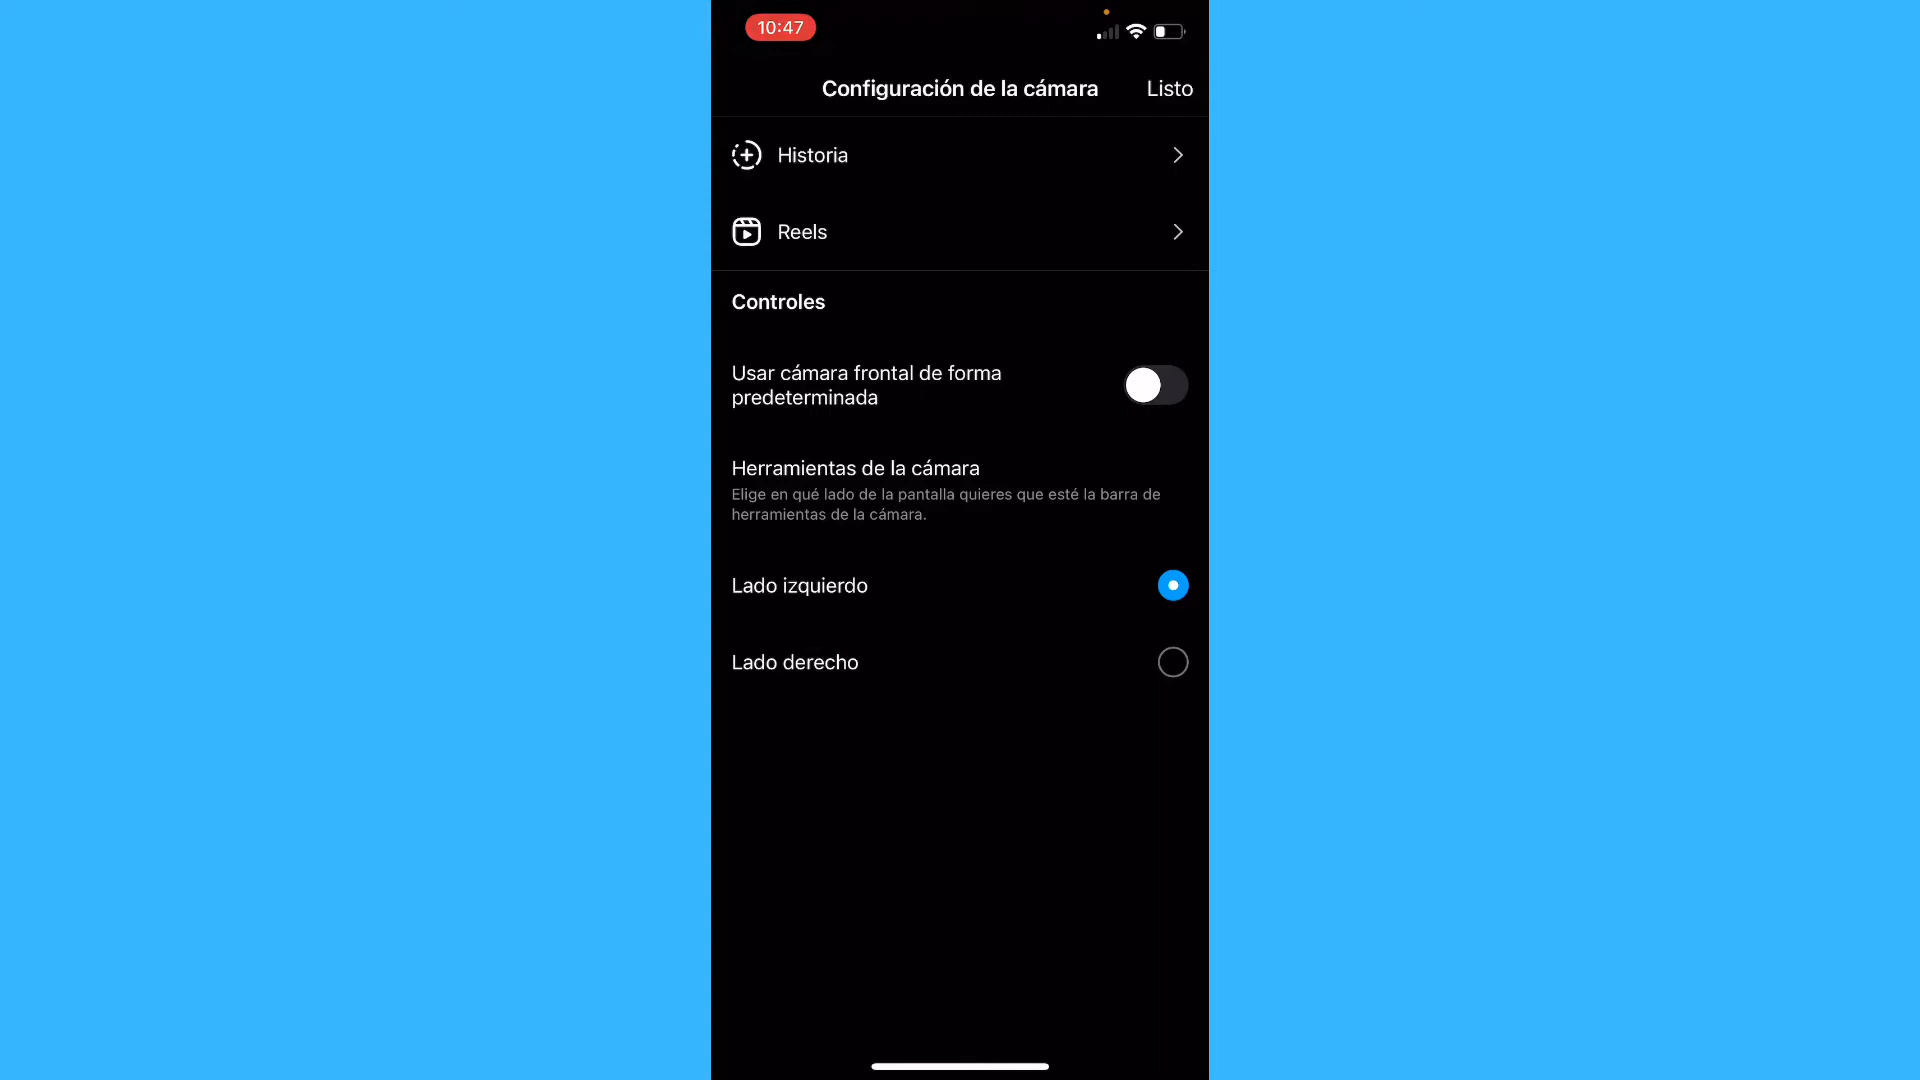 10:47
Configuración de la cámara
Listo
Historia
Reels
Controles
Usar cámara frontal de forma
predeterminada
Herramientas de la cámara
Elige en qué lado de la pantalla quieres que esté la barra de
herramientas de la cámara.
Lado izquierdo
Lado derecho